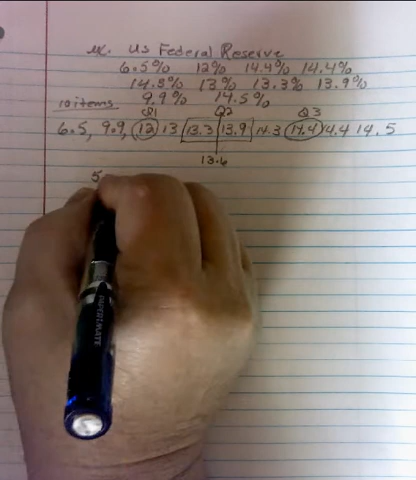 ex. US Federal Reserve
6.5% 12% 14.4% 14.4%
14.3% 13% 13.3% 13.9%
9.9% 14.5%
10 items Q1 Q2 Q3
6.5, 9.9, 12 13 13.3 13.9 14.3 14.4 14.4 14.5
13.6
5
PAPERMATE